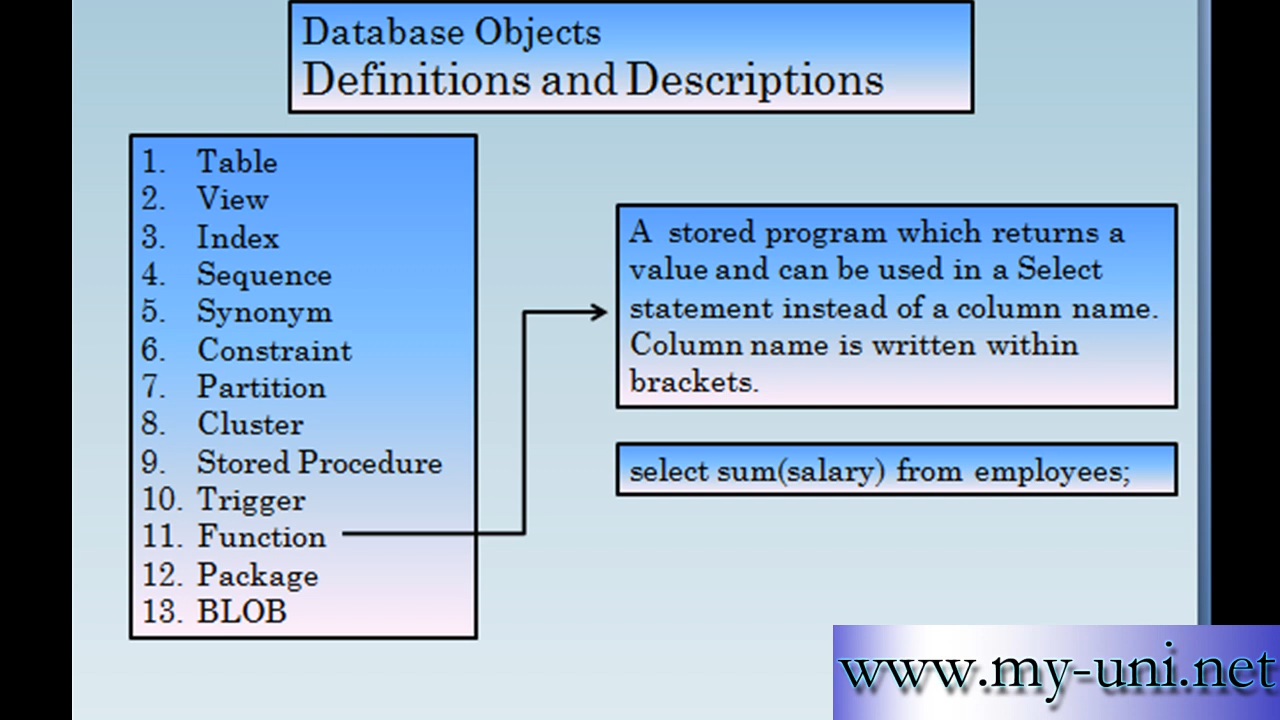 Database Objects
Definitions and Descriptions
1. Table
2. View
3. Index
4. Sequence
5. Synonym
6. Constraint
7. Partition
8. Cluster
9. Stored Procedure
10. Trigger
11. Function
12. Package
13. BLOB
A stored program which returns a
value and can be used in a Select
statement instead of a column name.
Column name is written within
brackets.
select sum(salary) from employees;
www.my-uni.net